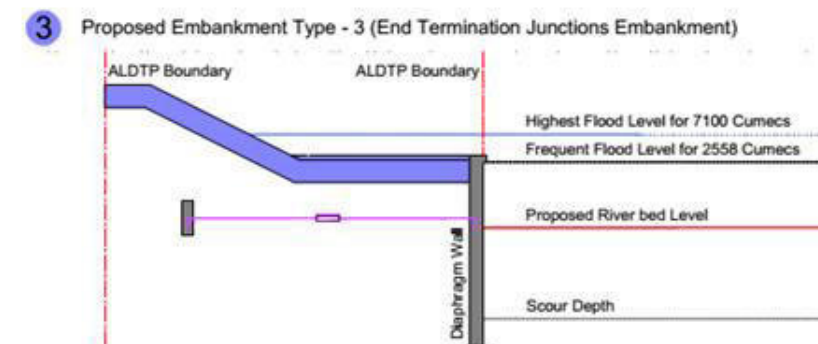 3 Proposed Embankment Type - 3 (End Termination Junctions Embankment)
ALDTP Boundary ALDTP Boundary
Highest Flood Level for 7100 Cumecs
Frequent Flood Level for 2558 Cumecs
Proposed River bed Level
Diaphragm Wall
Scour Depth